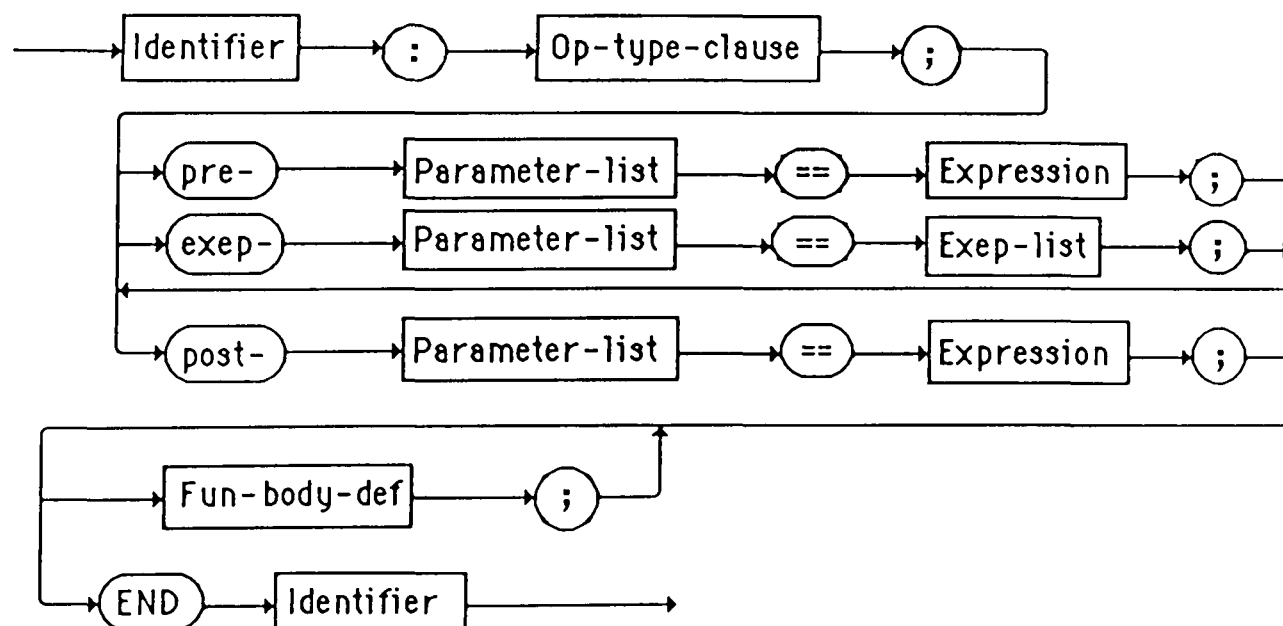 Identifier : Op-type-clause ;
pre- Parameter-list == Expression ;
exep- Parameter-list == Exep-list ;
post- Parameter-list == Expression ;
Fun-body-def ;
END Identifier